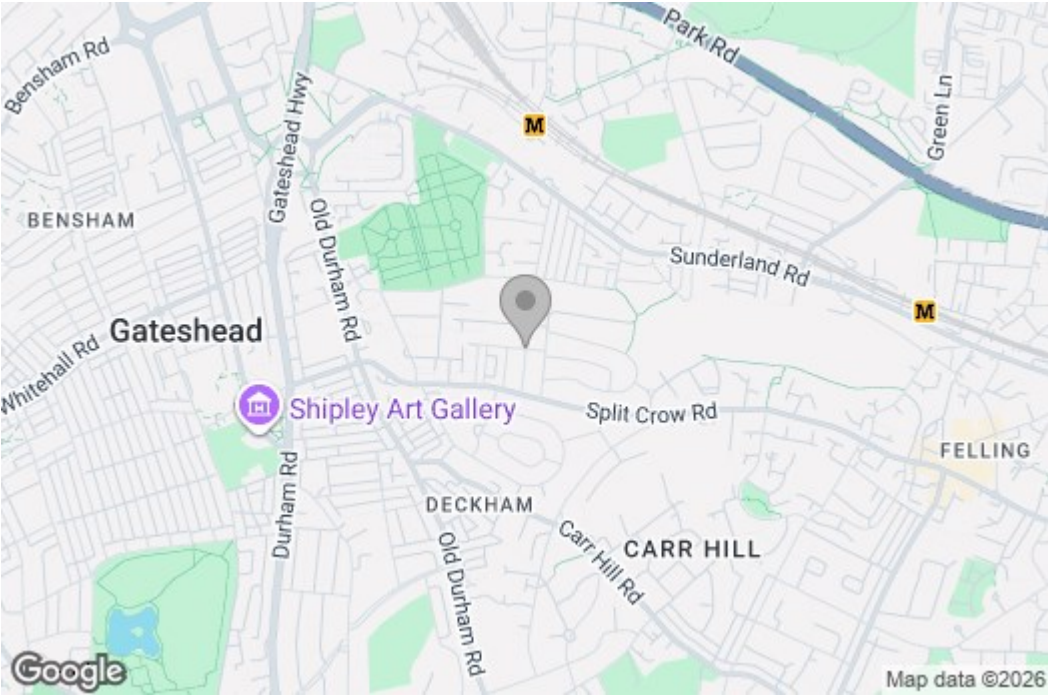 Park Rd
Bensham Rd
Gateshead Hwy
Green Ln
M
BENSHAM
Old Durham Rd
Sunderland Rd
M
Gateshead
Whitehall Rd
Shipley Art Gallery
Split Crow Rd
FELLING
Durham Rd
DECKHAM
Carr Hill Rd
CARR HILL
Old Durham Rd
Google
Map data ©2026